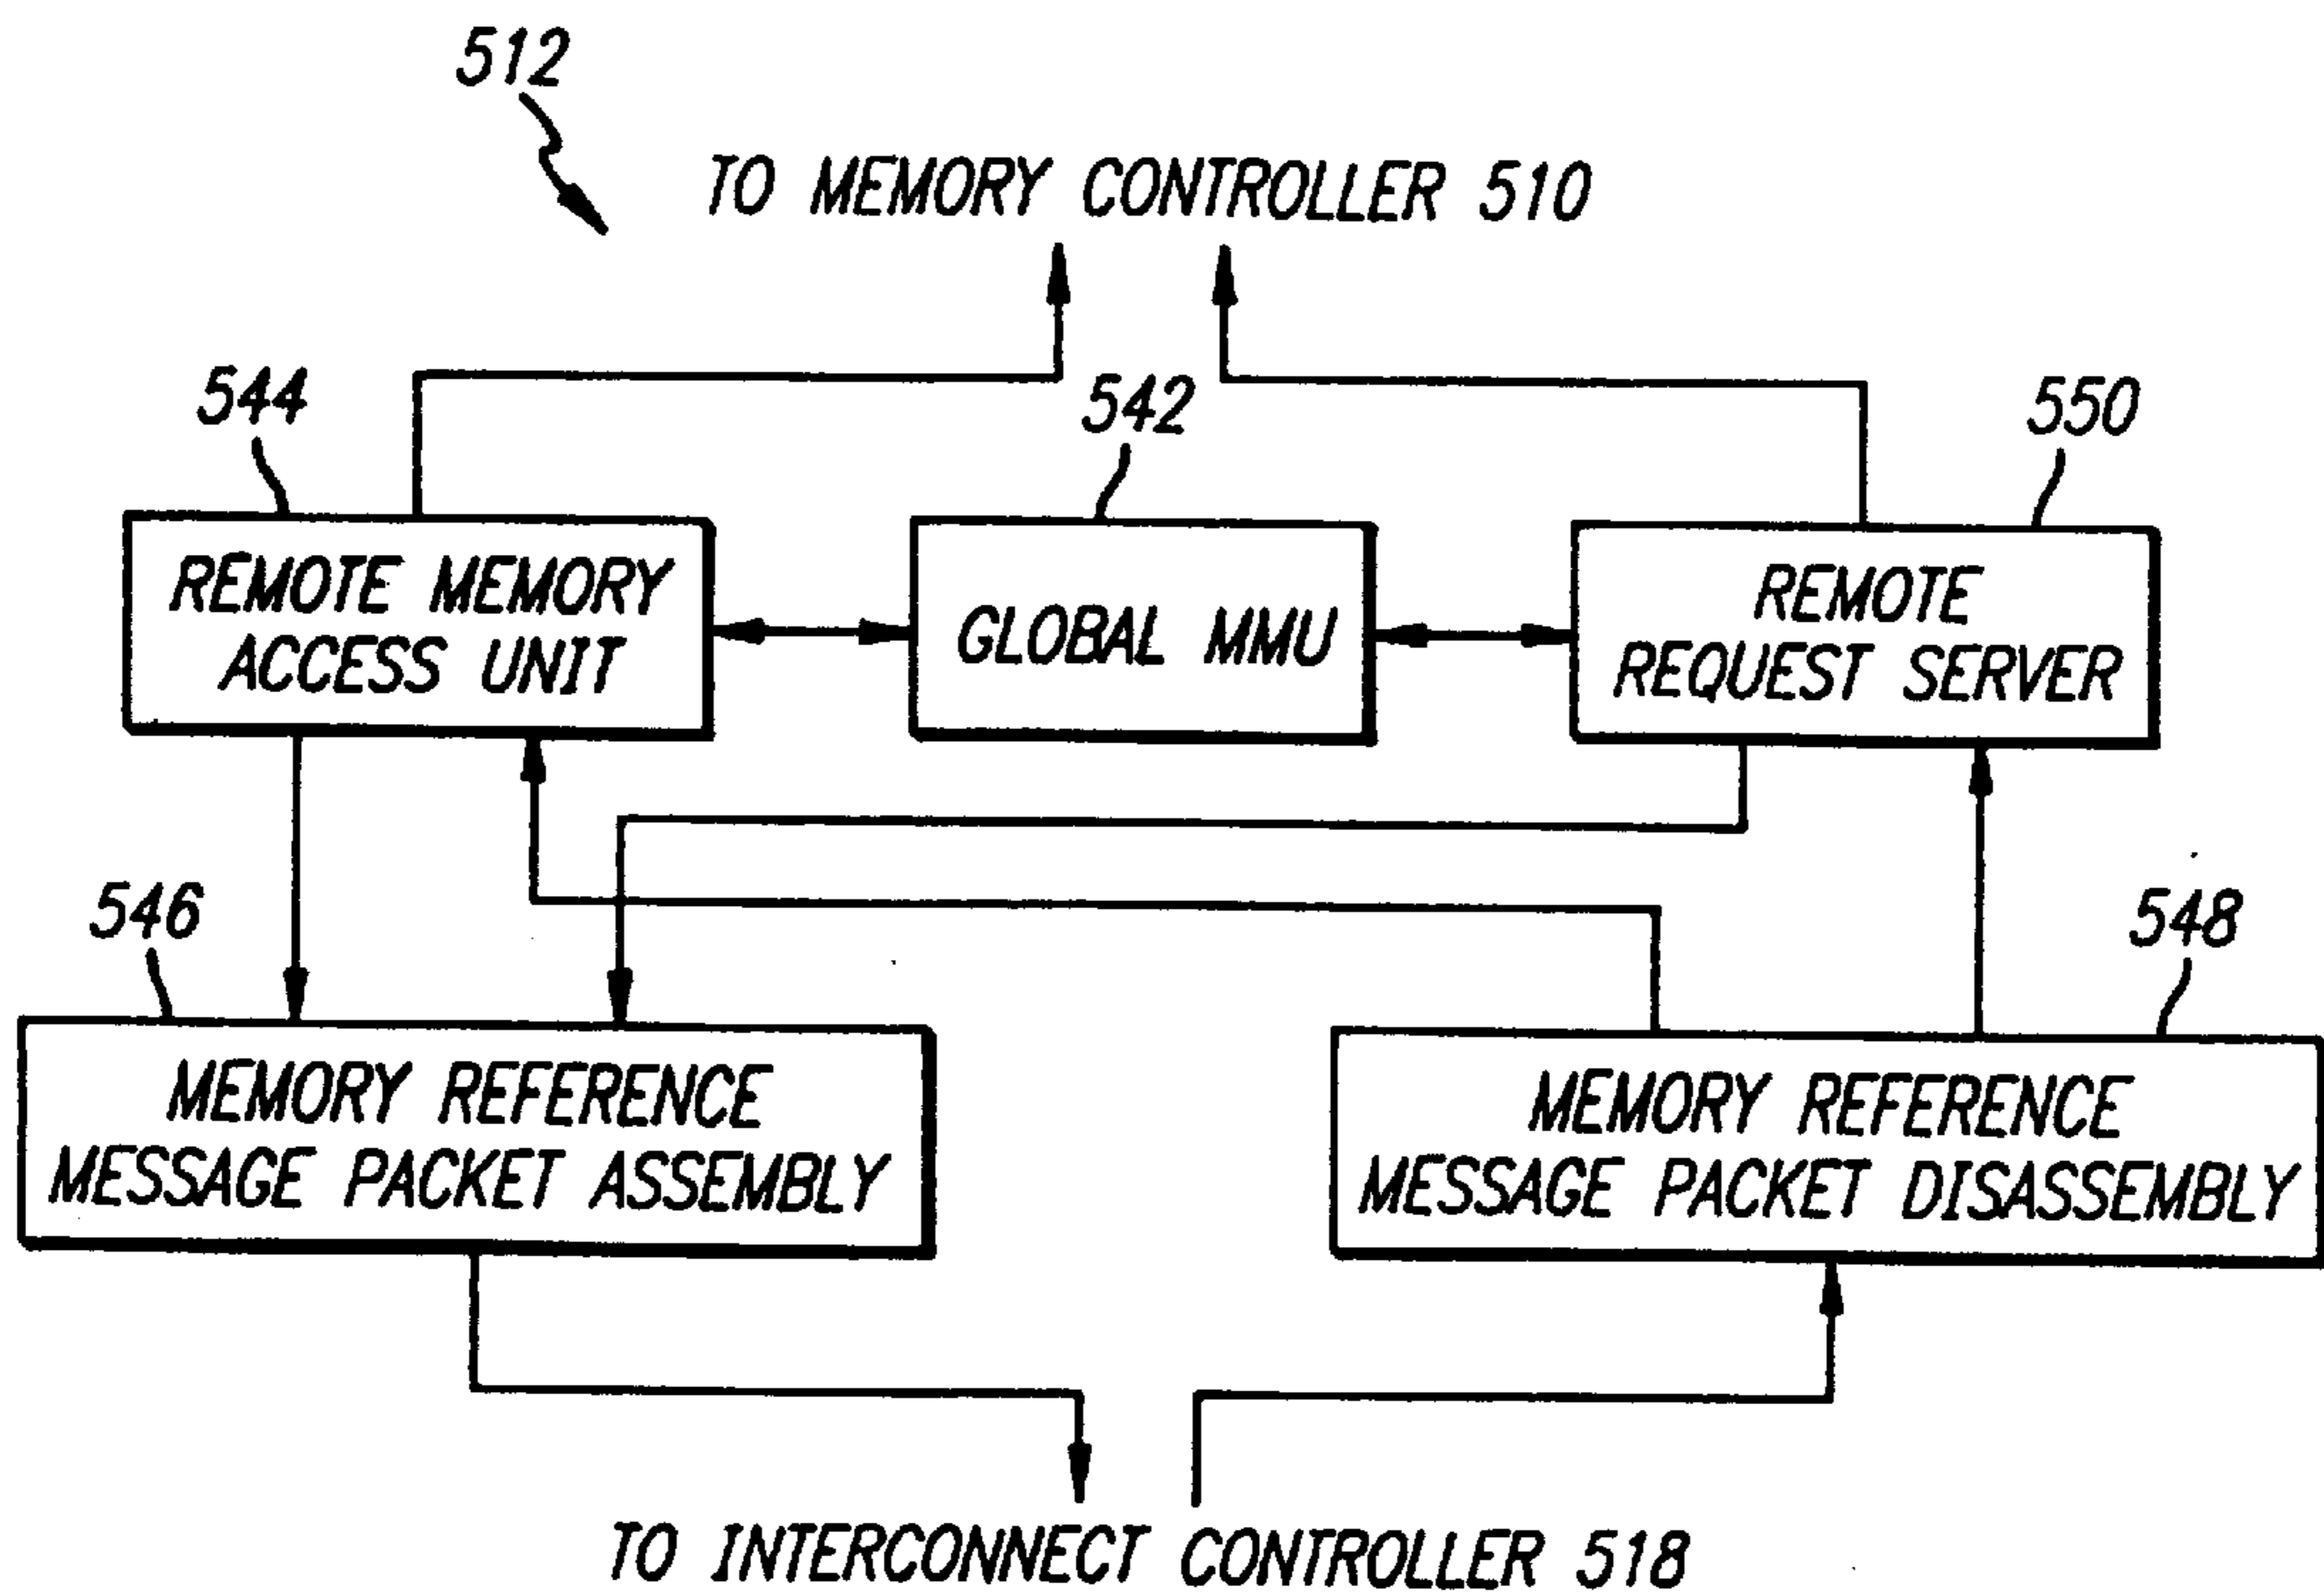 512
TO MEMORY CONTROLLER 510
544
542
550
REMOTE MEMORY
ACCESS UNIT
GLOBAL MMU
REMOTE
REQUEST SERVER
546
548
MEMORY REFERENCE
MESSAGE PACKET ASSEMBLY
MEMORY REFERENCE
MESSAGE PACKET DISASSEMBLY
TO INTERCONNECT CONTROLLER 518